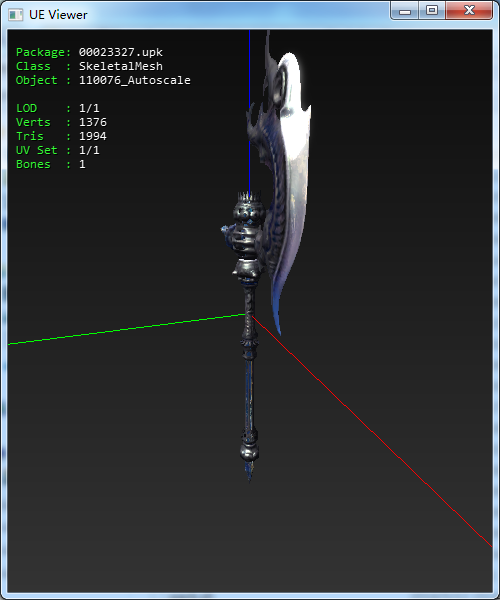 UE Viewer
Package: 00023327.upk
Class : SkeletalMesh
Object : 110076_Autoscale
LOD : 1/1
Verts : 1376
Tris : 1994
UV Set : 1/1
Bones : 1